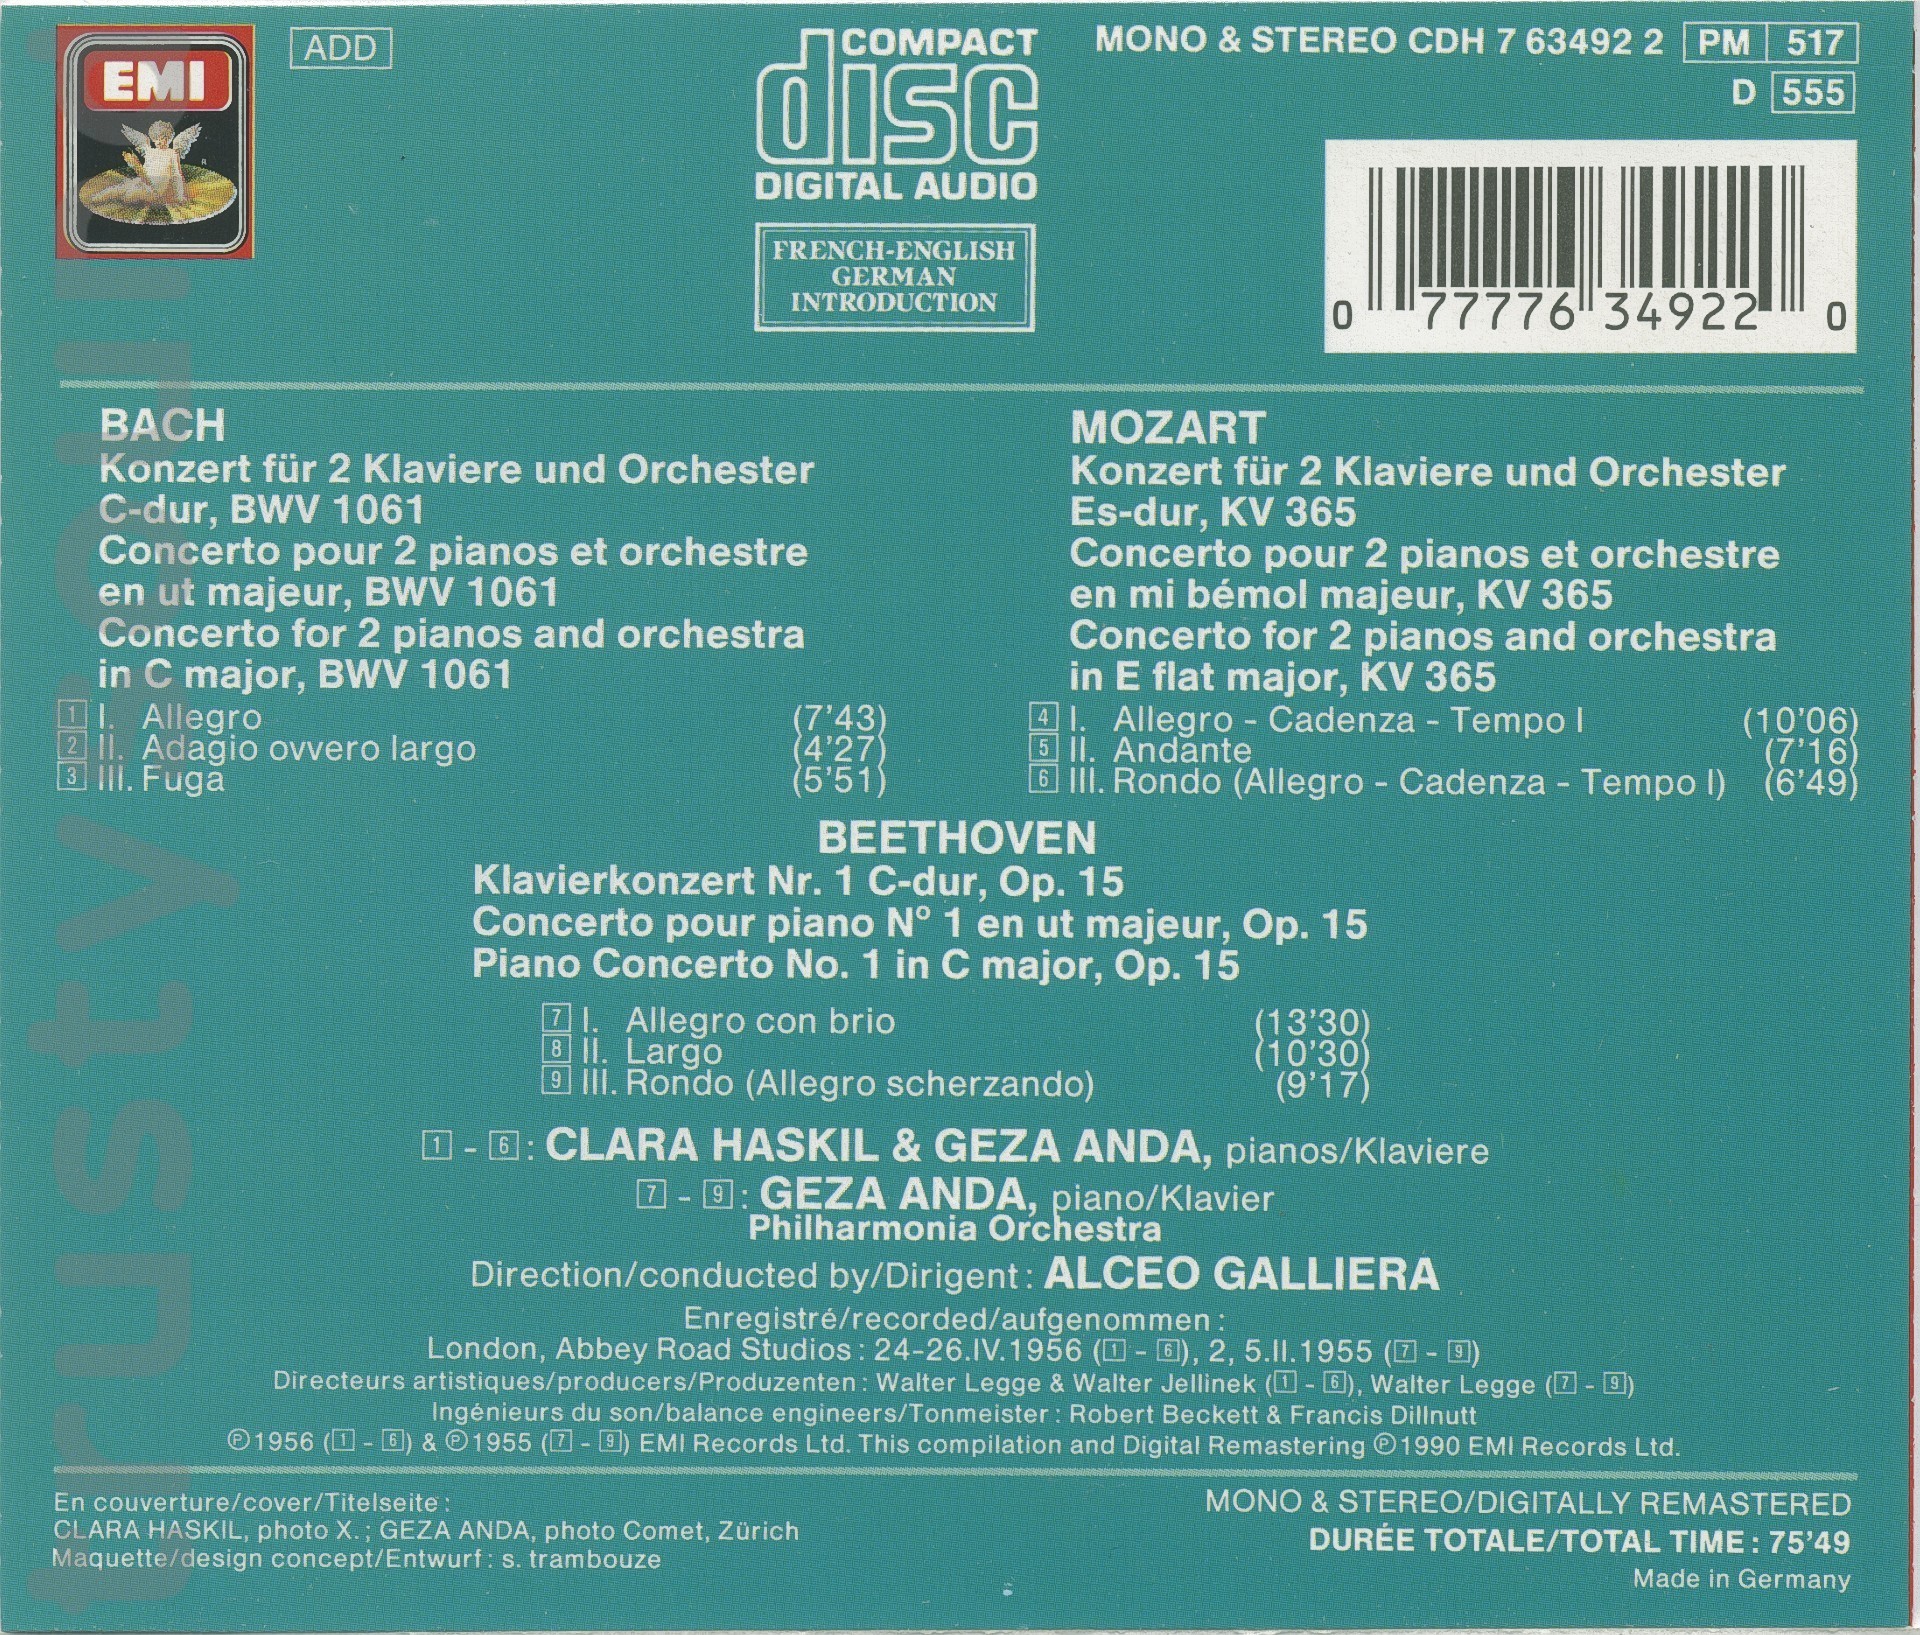 EMI
ADD
COMPACT
disc
DIGITAL AUDIO
FRENCH-ENGLISH
GERMAN
INTRODUCTION
MONO & STEREO CDH 7 63492 2 PM 517
D 555
0 77776 34922 0
BACH
Konzert für 2 Klaviere und Orchester
C-dur, BWV 1061
Concerto pour 2 pianos et orchestre
en ut majeur, BWV 1061
Concerto for 2 pianos and orchestra
in C major, BWV 1061
1 I. Allegro (7'43)
2 II. Adagio ovvero largo (4'27)
3 III. Fuga (5'51)
MOZART
Konzert für 2 Klaviere und Orchester
Es-dur, KV 365
Concerto pour 2 pianos et orchestre
en mi bémol majeur, KV 365
Concerto for 2 pianos and orchestra
in E flat major, KV 365
4 I. Allegro - Cadenza - Tempo I (10'06)
5 II. Andante (7'16)
6 III. Rondo (Allegro - Cadenza - Tempo I) (6'49)
BEETHOVEN
Klavierkonzert Nr. 1 C-dur, Op. 15
Concerto pour piano N° 1 en ut majeur, Op. 15
Piano Concerto No. 1 in C major, Op. 15
7 I. Allegro con brio (13'30)
8 II. Largo (10'30)
9 III. Rondo (Allegro scherzando) (9'17)
1 - 6 : CLARA HASKIL & GEZA ANDA, pianos/Klaviere
7 - 9 : GEZA ANDA, piano/Klavier
Philharmonia Orchestra
Direction/conducted by/Dirigent : ALCEO GALLIERA
Enregistré/recorded/aufgenommen :
London, Abbey Road Studios : 24-26.IV.1956 (1 - 6), 2, 5.II.1955 (7 - 9)
Directeurs artistiques/producers/Produzenten : Walter Legge & Walter Jellinek (1 - 6), Walter Legge (7 - 9)
Ingénieurs du son/balance engineers/Tonmeister : Robert Beckett & Francis Dillnutt
℗ 1956 (1 - 6) & ℗ 1955 (7 - 9) EMI Records Ltd. This compilation and Digital Remastering ℗ 1990 EMI Records Ltd.
En couverture/cover/Titelseite :
CLARA HASKIL, photo X. ; GEZA ANDA, photo Comet, Zürich
Maquette/design concept/Entwurf : s. trambouze
MONO & STEREO/DIGITALLY REMASTERED
DURÉE TOTALE/TOTAL TIME : 75'49
Made in Germany